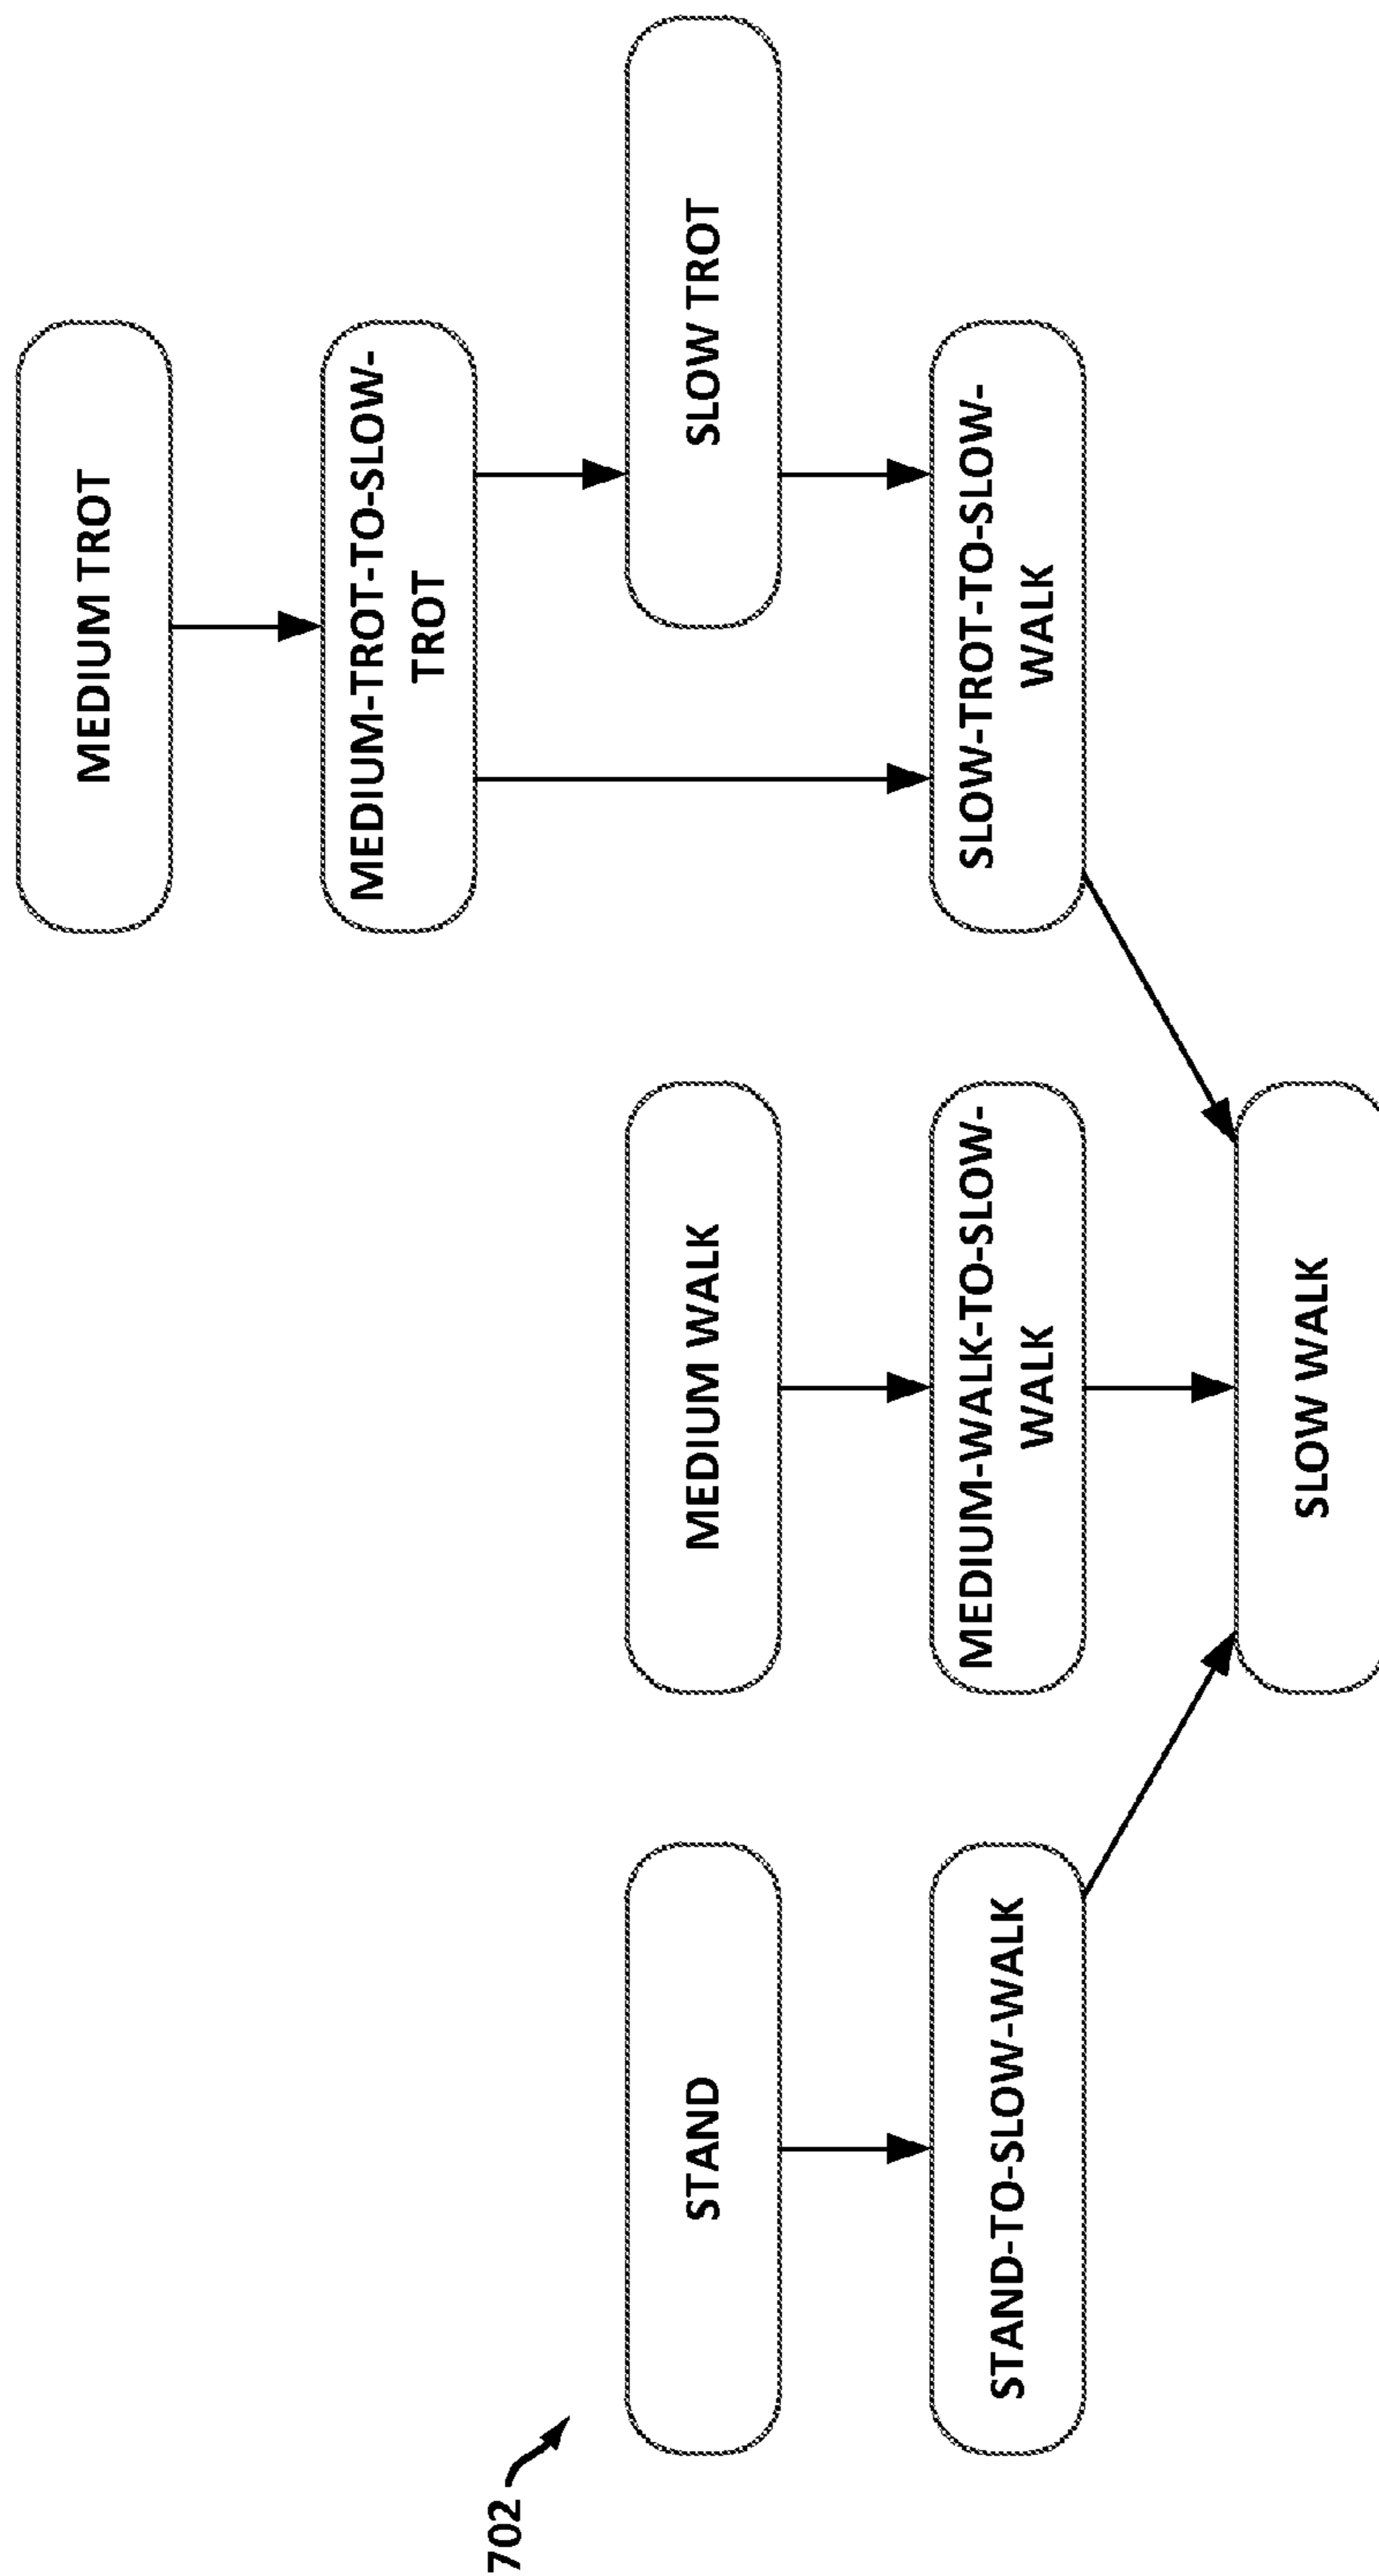 MEDIUM TROT
MEDIUM-TROT-TO-SLOW-
TROT
702
STAND
MEDIUM WALK
SLOW TROT
STAND-TO-SLOW-WALK
MEDIUM-WALK-TO-SLOW-
WALK
SLOW-TROT-TO-SLOW-
WALK
SLOW WALK